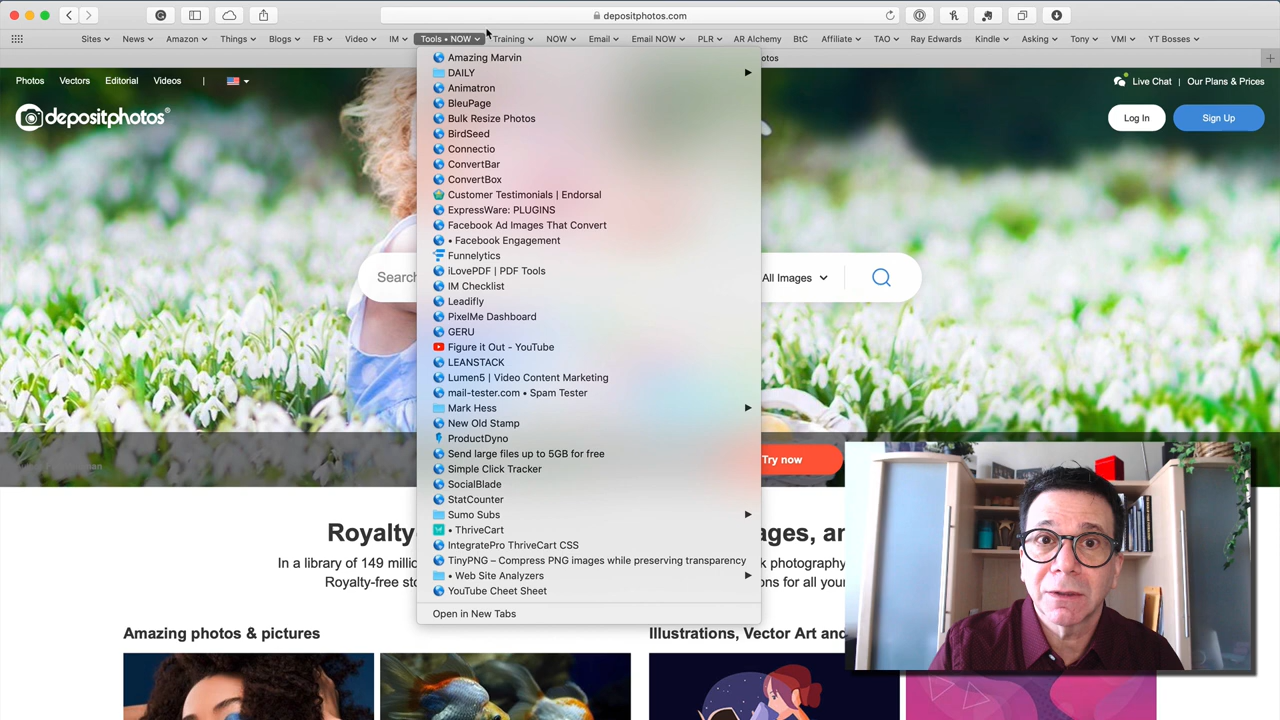 depositphotos.com
Sites News Amazon Things Blogs FB Video IM Tools • NOW Training NOW Email Email NOW PLR AR Alchemy BtC Affiliate TAO Ray Edwards Kindle Asking Tony VMI YT Bosses
otos
Photos Vectors Editorial Videos | Live Chat | Our Plans & Prices
depositphotos®
Log In Sign Up
Search
All Images
Amazing Marvin
DAILY
Animatron
BleuPage
Bulk Resize Photos
BirdSeed
Connectio
ConvertBar
ConvertBox
Customer Testimonials | Endorsal
ExpressWare: PLUGINS
Facebook Ad Images That Convert
• Facebook Engagement
Funnelytics
iLovePDF | PDF Tools
IM Checklist
Leadifly
PixelMe Dashboard
GERU
Figure it Out - YouTube
LEANSTACK
Lumen5 | Video Content Marketing
mail-tester.com • Spam Tester
Mark Hess
New Old Stamp
ProductDyno
Send large files up to 5GB for free
Simple Click Tracker
SocialBlade
StatCounter
Sumo Subs
• ThriveCart
IntegratePro ThriveCart CSS
TinyPNG – Compress PNG images while preserving transparency
• Web Site Analyzers
YouTube Cheet Sheet
Open in New Tabs
Try now
Royalty- ages, an
In a library of 149 milli k photography
Royalty-free sto ons for all your
Amazing photos & pictures
Illustrations, Vector Art and